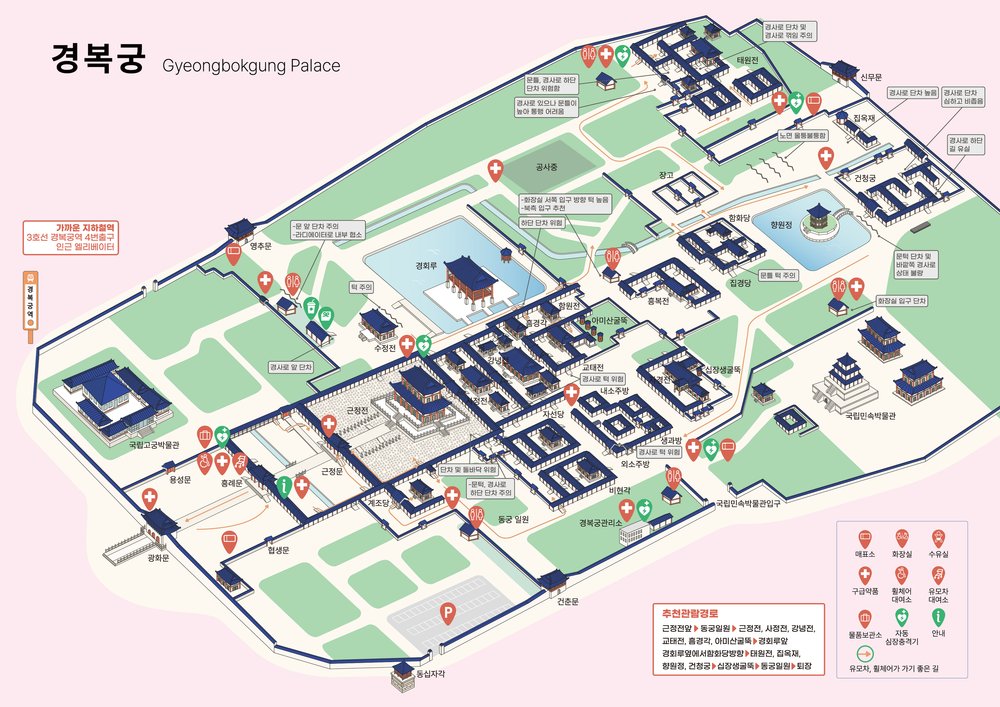 경복궁 Gyeongbokgung Palace
경사로 단차 및
경사로 꺾임 주의
태원전
신무문
문틀, 경사로 하단
단차 위험함
경사로 있으나 문틀이
높아 통행 어려움
경사로 단차 높음
경사로 단차
심하고 비좁음
집옥재
노면 울퉁불퉁함
경사로 하단
길 유실
건청궁
공사중
장고
-화장실 서쪽 입구 방향 턱 높음
-북측 입구 추천
하단 단차 위험
함화당
향원정
가까운 지하철역
3호선 경복궁역 4번출구
인근 엘리베이터
경복궁역
영추문
-문 앞 단차 주의
-라디에이터로 내부 협소
경회루
턱 주의
문턱 단차 및
바깥쪽 경사로
상태 불량
문틀 턱 주의
집경당
흥복전
화장실 입구 단차
함원전
흠경각
아미산굴뚝
수정전
경사로 앞 단차
교태전
경사로 턱 위험
십장생굴뚝
내소주방
국립민속박물관
근정전
자선당
생과방
경사로 턱 위험
외소주방
국립고궁박물관
근정문
단차 및 돌바닥 위험
-문턱, 경사로
하단 단차 주의
비현각
용성문
흥례문
계조당
동궁 일원
경복궁관리소
국립민속박물관입구
광화문
협생문
건춘문
P
동십자각
추천관람경로
근정전앞 ▶ 동궁일원 ▶ 근정전, 사정전, 강녕전,
교태전, 흠경각, 아미산굴뚝 ▶ 경회루앞
경회루옆에서함화당방향 ▶ 태원전, 집옥재,
향원정, 건청궁 ▶ 십장생굴뚝 ▶ 동궁일원 ▶ 퇴장
매표소 화장실 수유실
구급약품 휠체어 대여소 유모차 대여소
물품보관소 자동 심장충격기 안내
유모차, 휠체어가 가기 좋은 길